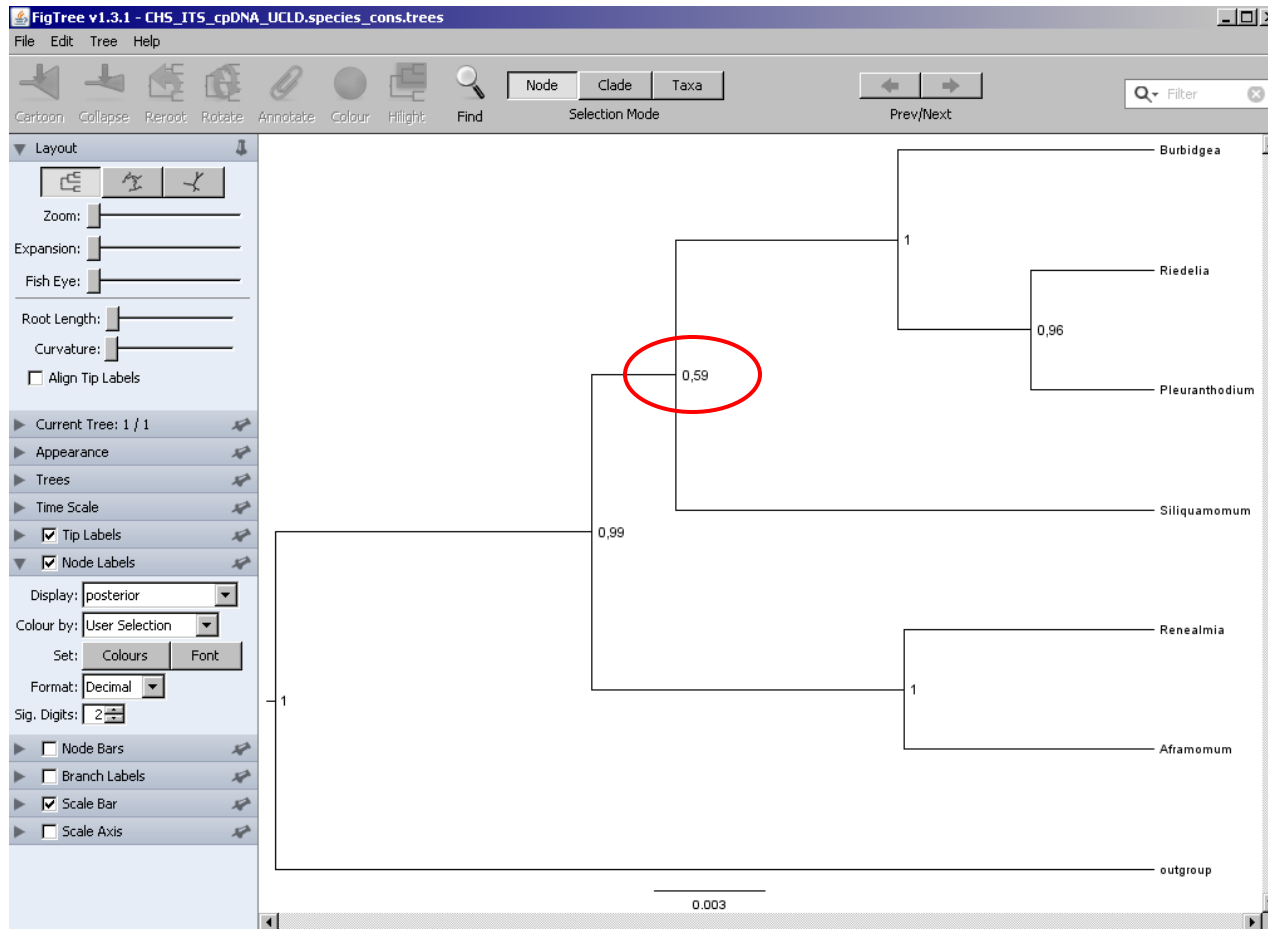 FigTree v1.3.1 - CHS_ITS_cpDNA_UCLD.species_cons.trees
File Edit Tree Help
Cartoon Collapse Reroot Rotate Annotate Colour Hilight Find
Node Clade Taxa
Selection Mode
Prev/Next
Filter
Layout
Zoom:
Expansion:
Fish Eye:
Root Length:
Curvature:
Align Tip Labels
Current Tree: 1 / 1
Appearance
Trees
Time Scale
Tip Labels
Node Labels
Display: posterior
Colour by: User Selection
Set: Colours Font
Format: Decimal
Sig. Digits: 2
Node Bars
Branch Labels
Scale Bar
Scale Axis
Burbidgea
1
Riedelia
0,96
0,59
Pleuranthodium
Siliquamomum
0,99
Renealmia
1
1
Aframomum
outgroup
0.003